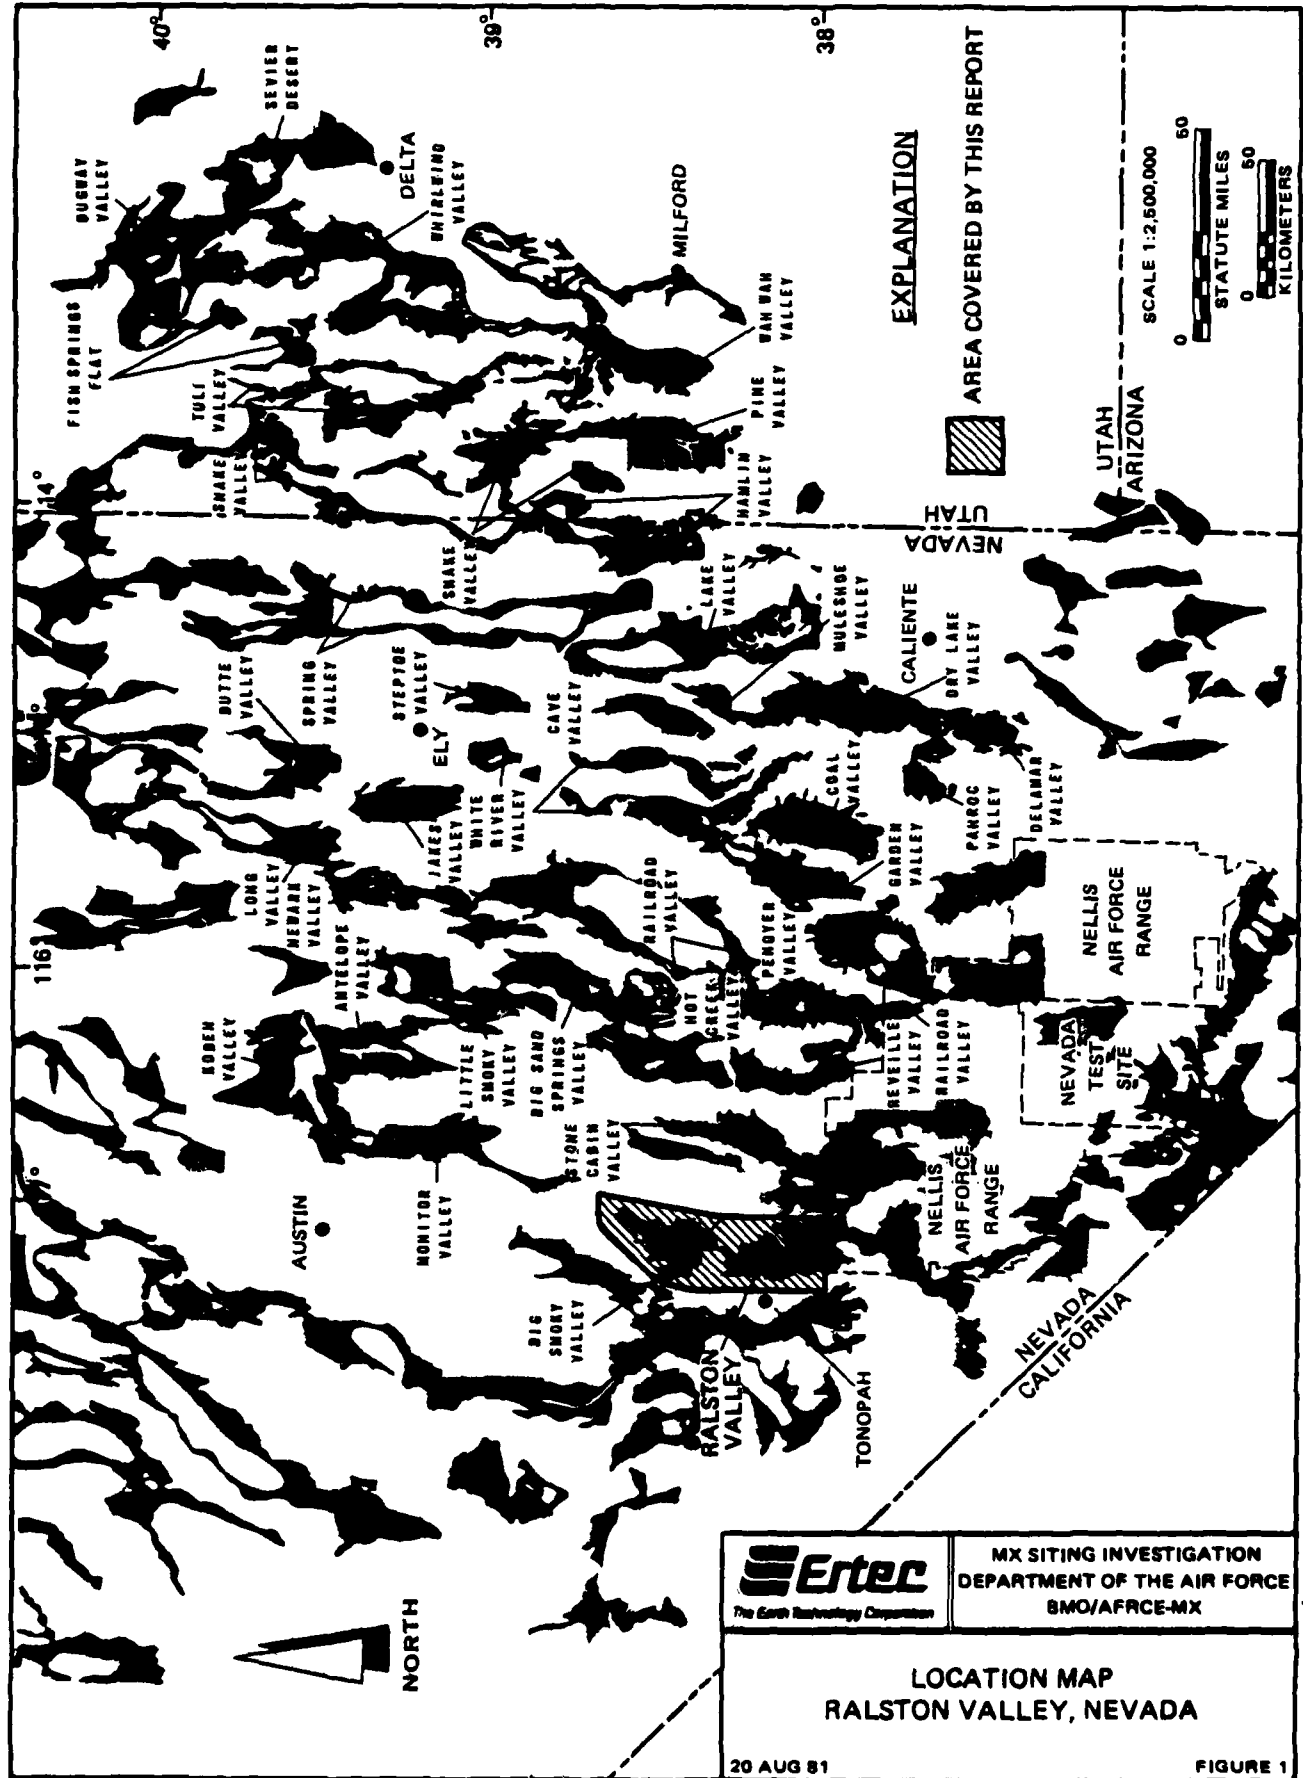 40°
39°
38°
114°
116°
SEVIER
DESERT
DUGWAY
VALLEY
DELTA
WHIRLWIND
VALLEY
FISH SPRINGS
FLAT
TULE
VALLEY
MILFORD
WAH WAH
VALLEY
PINE
VALLEY
SNAKE
VALLEY
HAMLIN
VALLEY
SNAKE
VALLEY
LAKE
VALLEY
MULESHOE
VALLEY
BUTTE
VALLEY
SPRING
VALLEY
STEPTOE
VALLEY
ELY
CAVE
VALLEY
CALIENTE
DRY LAKE
VALLEY
JAKES
VALLEY
WHITE
RIVER
VALLEY
COAL
VALLEY
PAHROC
VALLEY
DELAMAR
VALLEY
LONG
VALLEY
NEWARK
VALLEY
ANTELOPE
VALLEY
RAILROAD
VALLEY
GARDEN
VALLEY
PENOYER
VALLEY
KOBEH
VALLEY
LITTLE
SMOKY
VALLEY
BIG SAND
SPRINGS
VALLEY
HOT
CREEK
VALLEY
REVEILLE
VALLEY
RAILROAD
VALLEY
STONE
CABIN
VALLEY
AUSTIN
MONITOR
VALLEY
BIG
SMOKY
VALLEY
RALSTON
VALLEY
TONOPAH
NELLIS
AIR FORCE
RANGE
NEVADA
TEST
SITE
NELLIS
AIR FORCE
RANGE
NEVADA
CALIFORNIA
NEVADA
UTAH
UTAH
ARIZONA
EXPLANATION
AREA COVERED BY THIS REPORT
SCALE 1:2,500,000
0 50
STATUTE MILES
0 50
KILOMETERS
NORTH
Ertec
The Earth Technology Corporation
MX SITING INVESTIGATION
DEPARTMENT OF THE AIR FORCE
BMO/AFRCE-MX
LOCATION MAP
RALSTON VALLEY, NEVADA
20 AUG 81
FIGURE 1